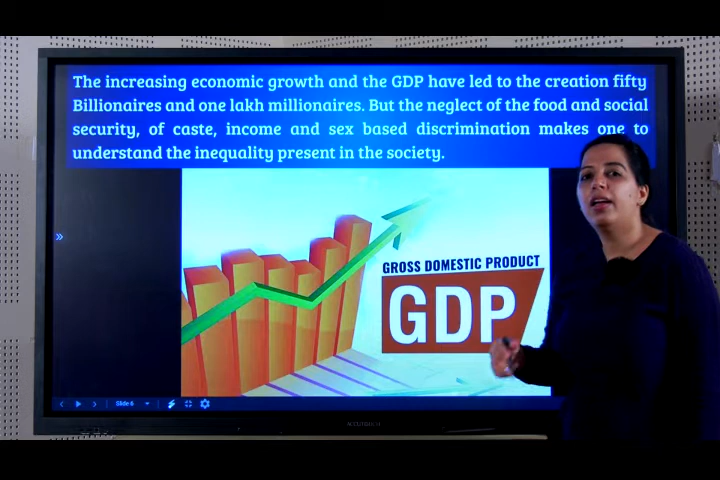 The increasing economic growth and the GDP have led to the creation fifty
Billionaires and one lakh millionaires. But the neglect of the food and social
security, of caste, income and sex based discrimination makes one to
understand the inequality present in the society.
GROSS DOMESTIC PRODUCT
GDP
Slide 6